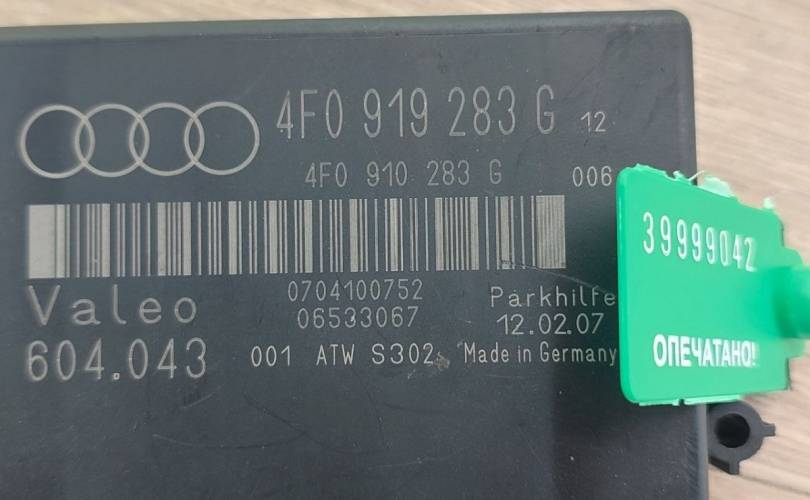 4F0 919 283 G 12
4F0 910 283 G 006
0704100752
06533067
Valeo
Parkhilfe
12.02.07
604.043
001 ATW S302
Made in Germany
39999042
ОПЕЧАТАНО!